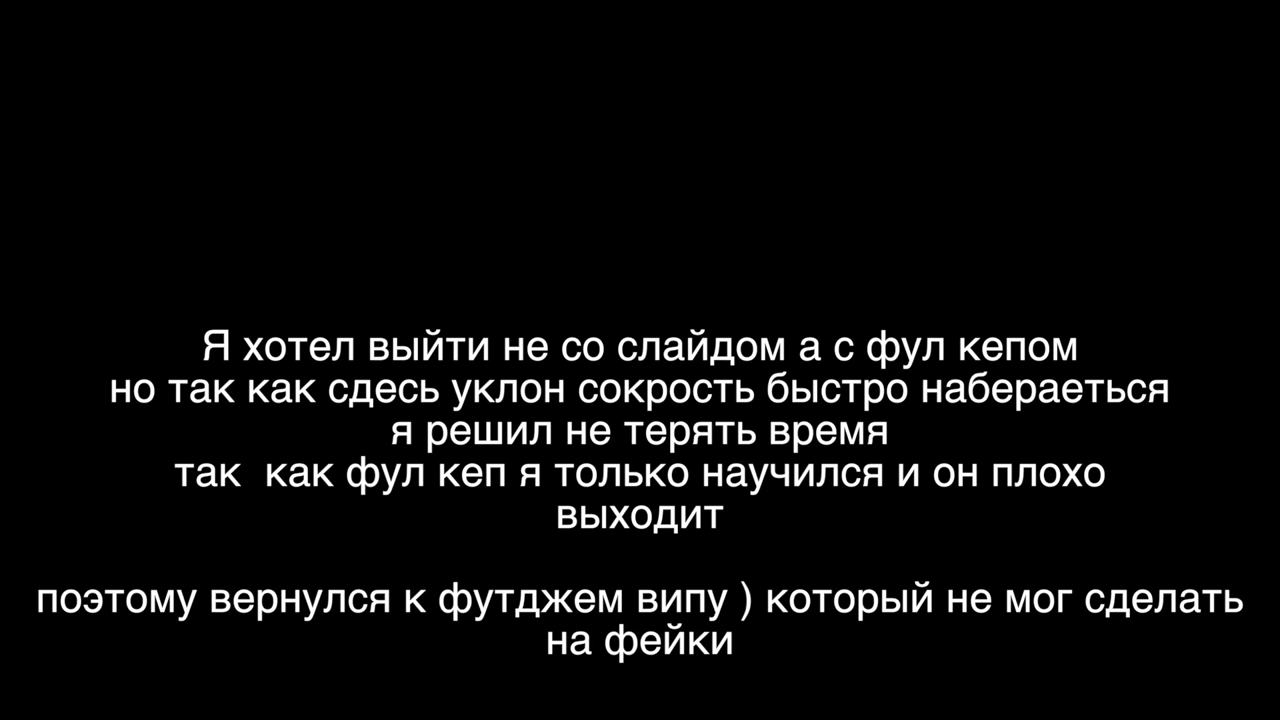 Я хотел выйти не со слайдом а с фул кепом
но так как сдесь уклон сокрость быстро набераеться
я решил не терять время
так  как фул кеп я только научился и он плохо
выходит
поэтому вернулся к футджем випу ) который не мог сделать
на фейки